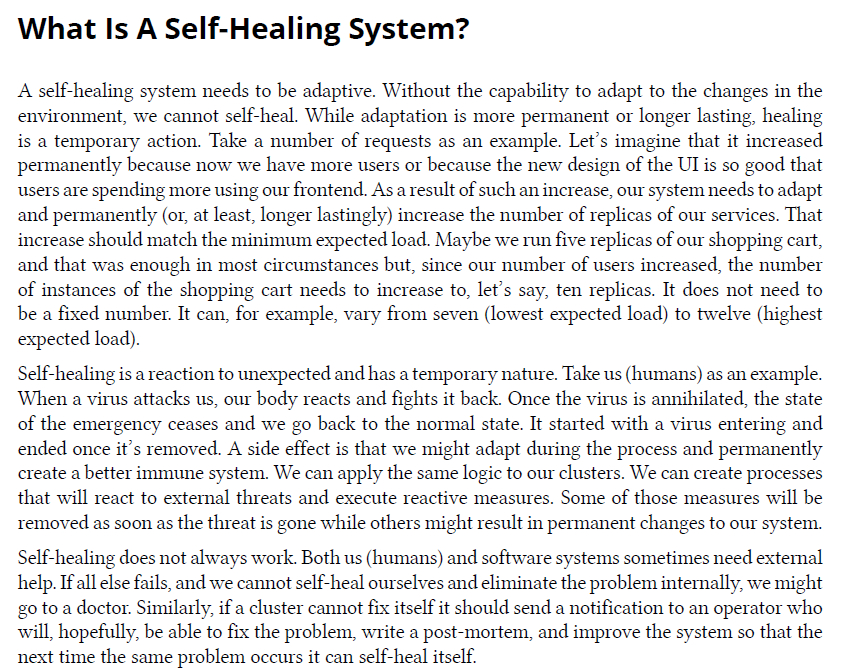 What Is A Self-Healing System?
A self-healing system needs to be adaptive. Without the capability to adapt to the changes in the
environment, we cannot self-heal. While adaptation is more permanent or longer lasting, healing
is a temporary action. Take a number of requests as an example. Let’s imagine that it increased
permanently because now we have more users or because the new design of the UI is so good that
users are spending more using our frontend. As a result of such an increase, our system needs to adapt
and permanently (or, at least, longer lastingly) increase the number of replicas of our services. That
increase should match the minimum expected load. Maybe we run five replicas of our shopping cart,
and that was enough in most circumstances but, since our number of users increased, the number
of instances of the shopping cart needs to increase to, let’s say, ten replicas. It does not need to
be a fixed number. It can, for example, vary from seven (lowest expected load) to twelve (highest
expected load).
Self-healing is a reaction to unexpected and has a temporary nature. Take us (humans) as an example.
When a virus attacks us, our body reacts and fights it back. Once the virus is annihilated, the state
of the emergency ceases and we go back to the normal state. It started with a virus entering and
ended once it’s removed. A side effect is that we might adapt during the process and permanently
create a better immune system. We can apply the same logic to our clusters. We can create processes
that will react to external threats and execute reactive measures. Some of those measures will be
removed as soon as the threat is gone while others might result in permanent changes to our system.
Self-healing does not always work. Both us (humans) and software systems sometimes need external
help. If all else fails, and we cannot self-heal ourselves and eliminate the problem internally, we might
go to a doctor. Similarly, if a cluster cannot fix itself it should send a notification to an operator who
will, hopefully, be able to fix the problem, write a post-mortem, and improve the system so that the
next time the same problem occurs it can self-heal itself.